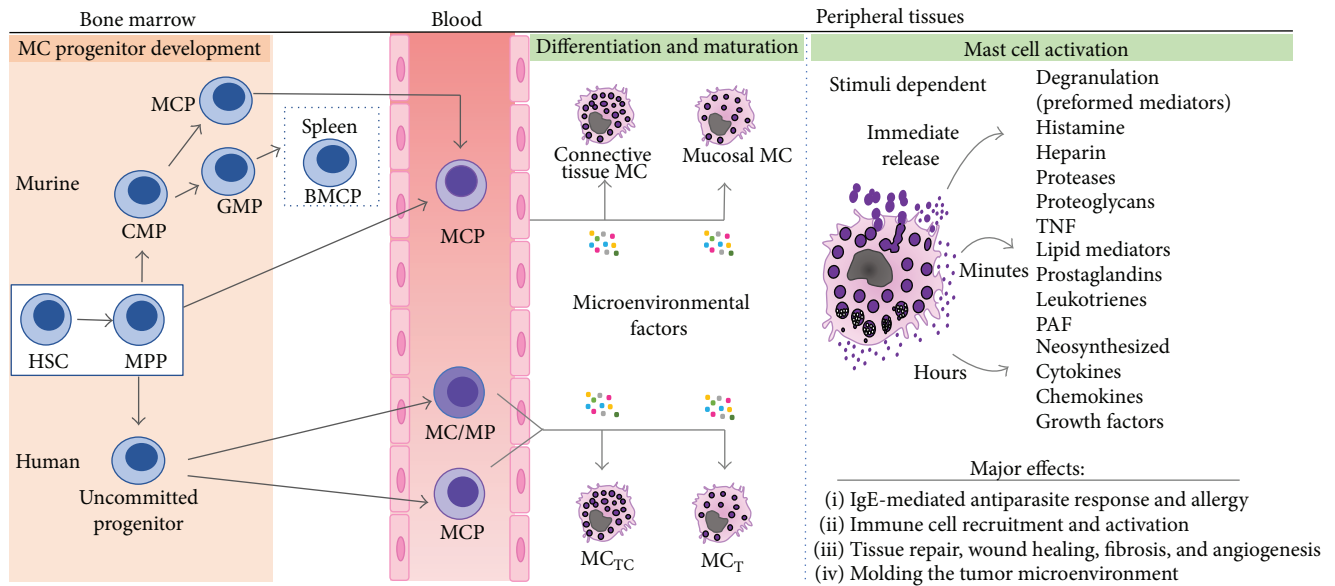 Bone marrow
Blood
Peripheral tissues
MC progenitor development
Differentiation and maturation
Mast cell activation
MCP
Spleen
BMCP
Murine
GMP
CMP
HSC
MPP
Human
Uncommitted
progenitor
MCP
MC/MP
MCP
Connective
tissue MC
Mucosal MC
Microenvironmental
factors
MCTC
MCT
Stimuli dependent
Immediate
release
Minutes
Hours
Degranulation
(preformed mediators)
Histamine
Heparin
Proteases
Proteoglycans
TNF
Lipid mediators
Prostaglandins
Leukotrienes
PAF
Neosynthesized
Cytokines
Chemokines
Growth factors
Major effects:
(i) IgE-mediated antiparasite response and allergy
(ii) Immune cell recruitment and activation
(iii) Tissue repair, wound healing, fibrosis, and angiogenesis
(iv) Molding the tumor microenvironment